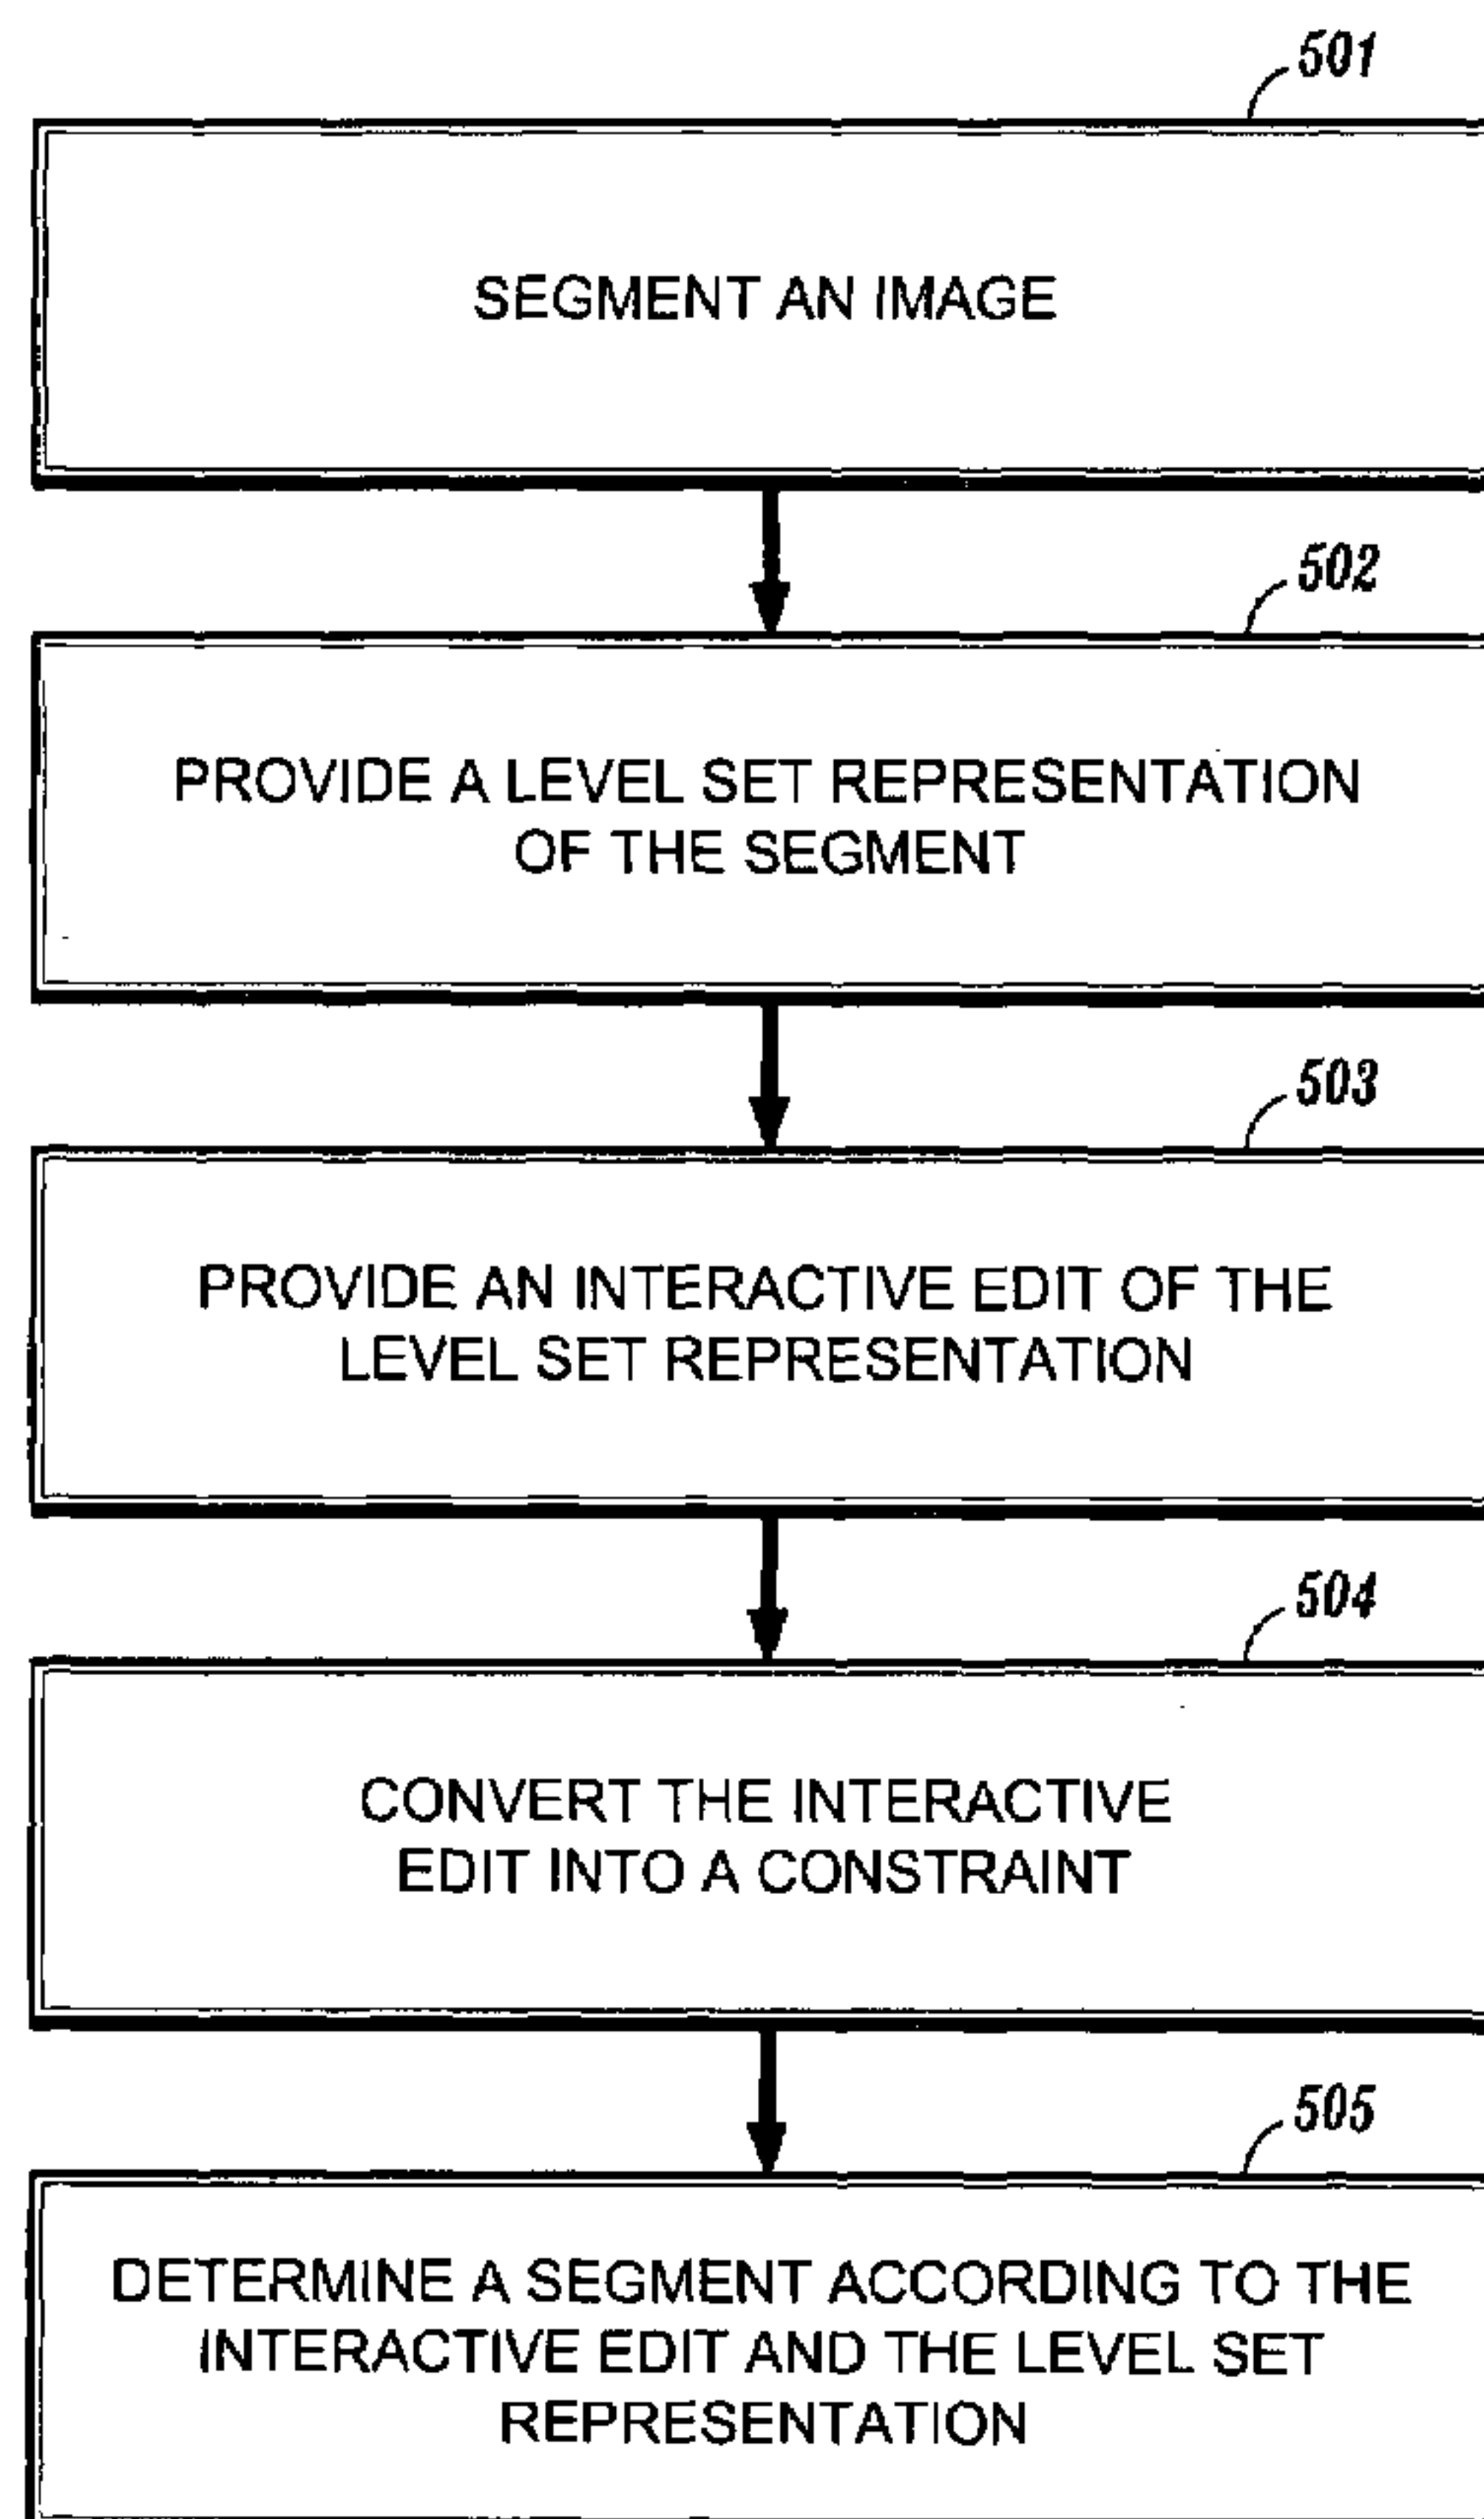 501
SEGMENT AN IMAGE
502
PROVIDE A LEVEL SET REPRESENTATION
OF THE SEGMENT
503
PROVIDE AN INTERACTIVE EDIT OF THE
LEVEL SET REPRESENTATION
504
CONVERT THE INTERACTIVE
EDIT INTO A CONSTRAINT
505
DETERMINE A SEGMENT ACCORDING TO THE
INTERACTIVE EDIT AND THE LEVEL SET
REPRESENTATION